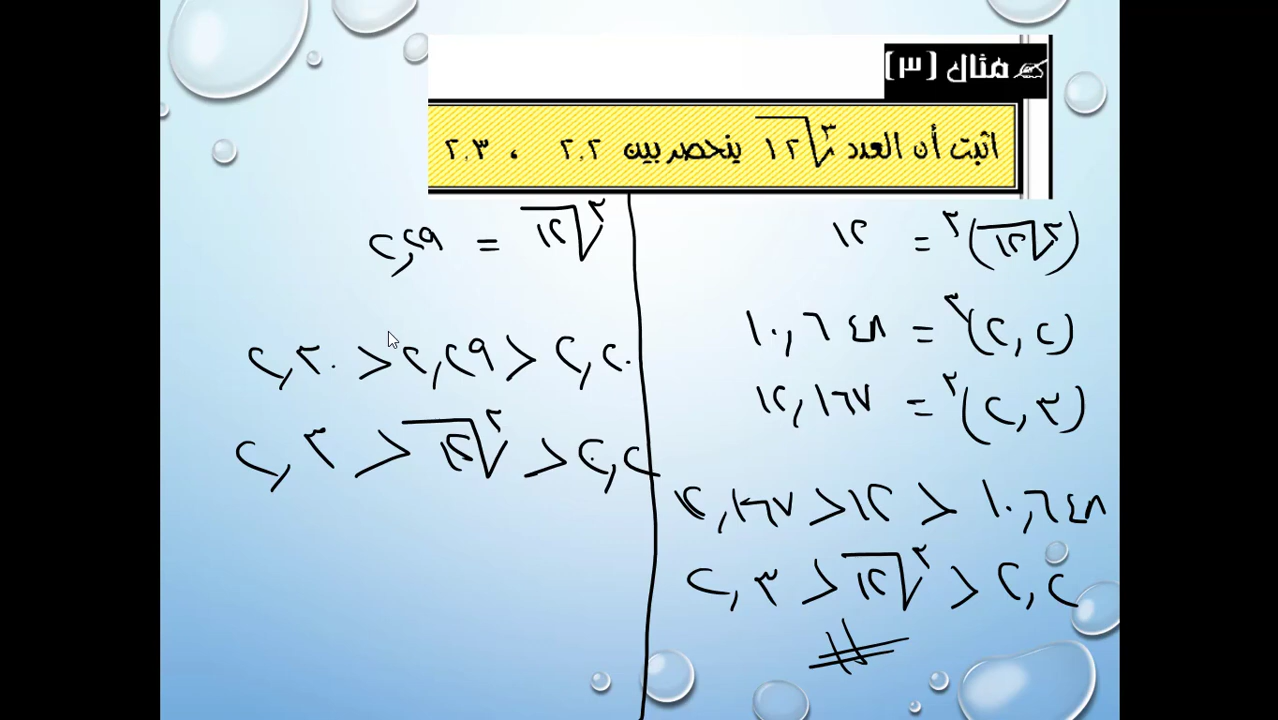 مثال (٣)
اثبت أن العدد ∛١٢ ينحصر بين ٢,٢ ، ٢,٣
(∛١٢)^٣ = ١٢
(٢,٢)^٣ = ١٠,٦٤٨
(٢,٣)^٣ = ١٢,١٦٧
١٠,٦٤٨ > ١٢ > ١٢,١٦٧
٢,٢ > ∛١٢ > ٢,٣
∛١٢ = ٢,٢٩
٢,٢٠ > ٢,٢٩ > ٢,٣٠
٢,٢ > ∛١٢ > ٢,٣